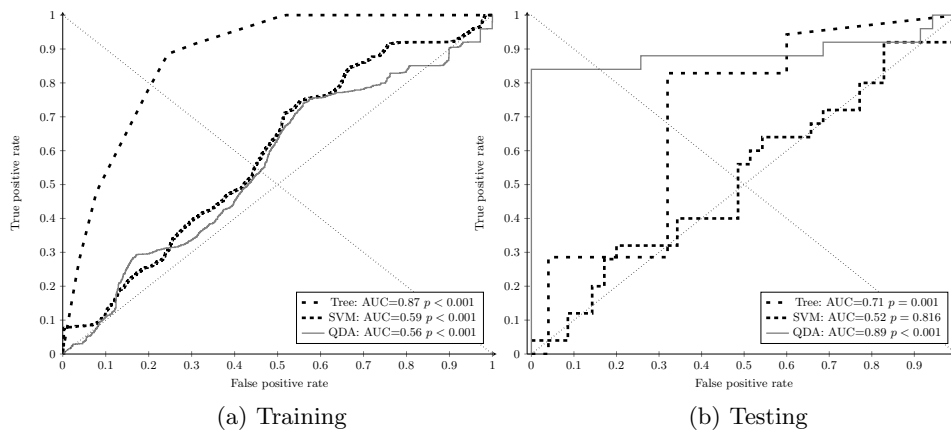 1
0.9
0.8
0.7
0.6
0.5
0.4
0.3
0.2
0.1
0
True positive rate
Tree: AUC=0.87 p < 0.001
SVM: AUC=0.59 p < 0.001
QDA: AUC=0.56 p < 0.001
0 0.1 0.2 0.3 0.4 0.5 0.6 0.7 0.8 0.9 1
False positive rate
(a) Training
1
0.9
0.8
0.7
0.6
0.5
0.4
0.3
0.2
0.1
0
True positive rate
Tree: AUC=0.71 p = 0.001
SVM: AUC=0.52 p = 0.816
QDA: AUC=0.89 p < 0.001
0 0.1 0.2 0.3 0.4 0.5 0.6 0.7 0.8 0.9
False positive rate
(b) Testing